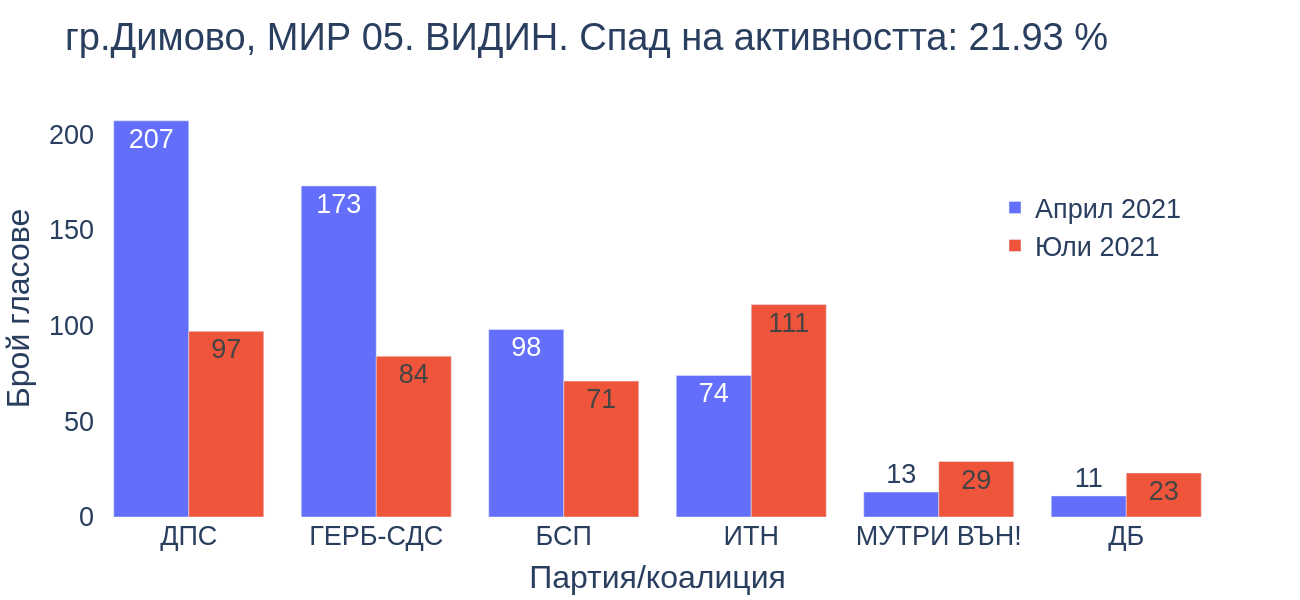 гр.Димово, МИР 05. ВИДИН. Спад на активността: 21.93 %
Брой гласове
200
150
100
50
0
207
97
173
84
98
71
74
111
13
29
11
23
Април 2021
Юли 2021
ДПС
ГЕРБ-СДС
БСП
ИТН
МУТРИ ВЪН!
ДБ
Партия/коалиция